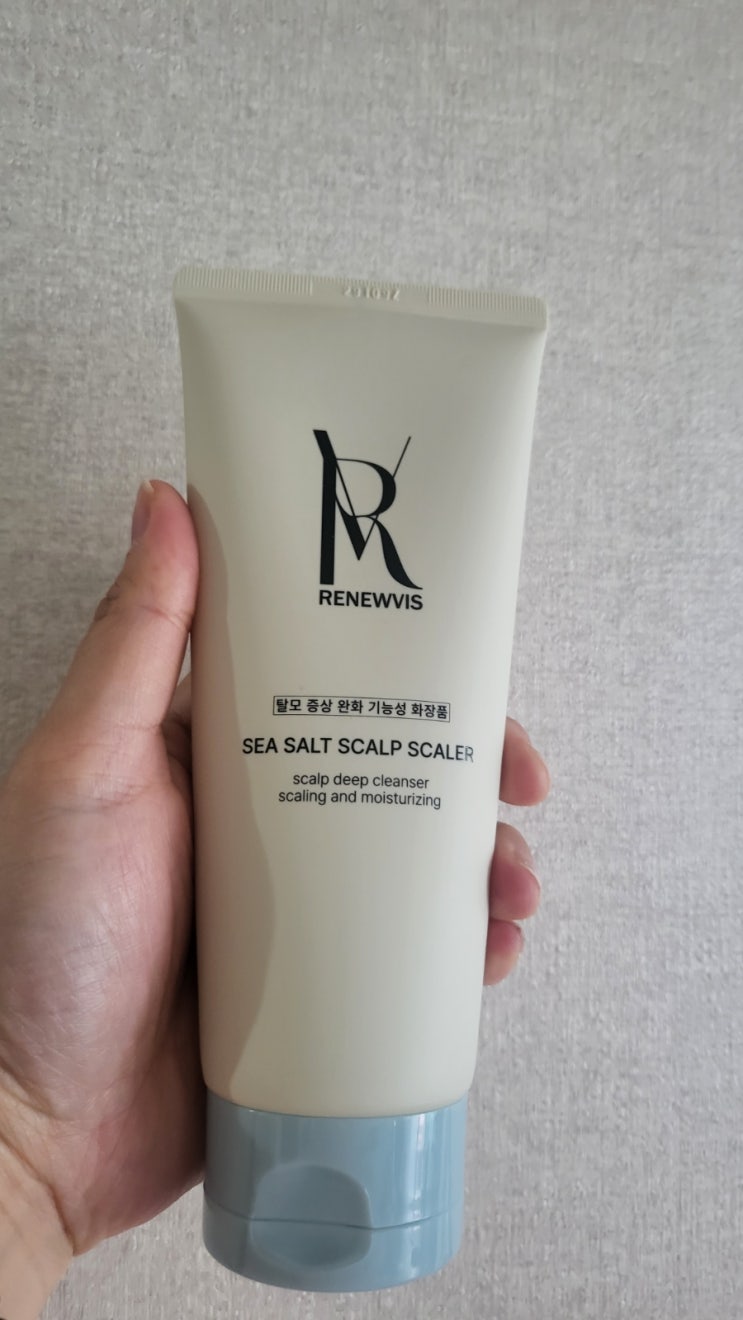 RENEWVIS
탈모 증상 완화 기능성 화장품
SEA SALT SCALP SCALER
scalp deep cleanser
scaling and moisturizing